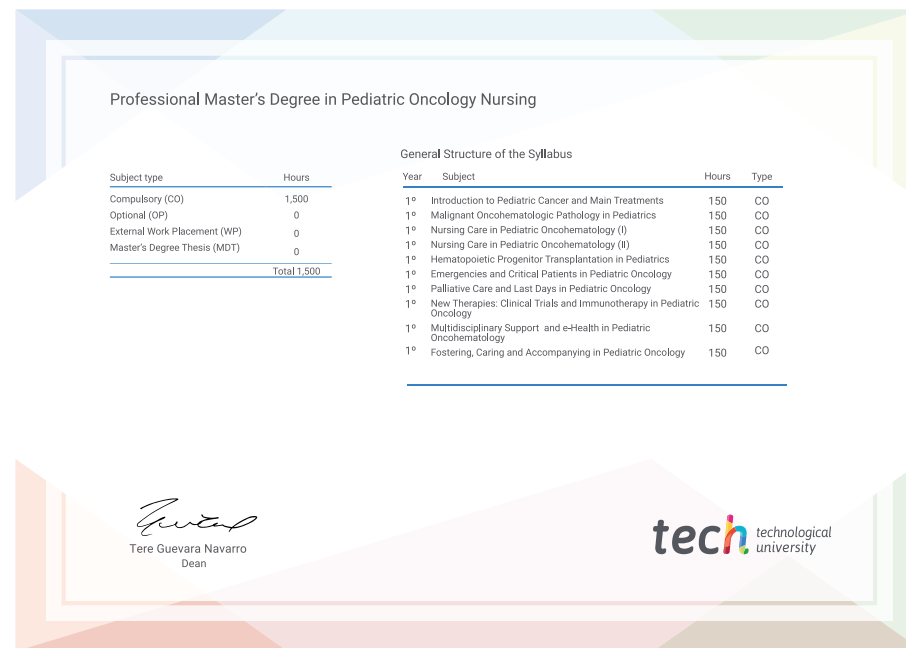 Professional Master's Degree in Pediatric Oncology Nursing
Subject type Hours
Compulsory (CO) 1,500
Optional (OP) 0
External Work Placement (WP) 0
Master's Degree Thesis (MDT) 0
Total 1,500
General Structure of the Syllabus
Year Subject Hours Type
1º Introduction to Pediatric Cancer and Main Treatments 150 CO
1º Malignant Oncohematologic Pathology in Pediatrics 150 CO
1º Nursing Care in Pediatric Oncohematology (I) 150 CO
1º Nursing Care in Pediatric Oncohematology (II) 150 CO
1º Hematopoietic Progenitor Transplantation in Pediatrics 150 CO
1º Emergencies and Critical Patients in Pediatric Oncology 150 CO
1º Palliative Care and Last Days in Pediatric Oncology 150 CO
1º New Therapies: Clinical Trials and Immunotherapy in Pediatric 150 CO
Oncology
1º Multidisciplinary Support and e-Health in Pediatric 150 CO
Oncohematology
1º Fostering, Caring and Accompanying in Pediatric Oncology 150 CO
Tere Guevara Navarro
Dean
tech technological
university